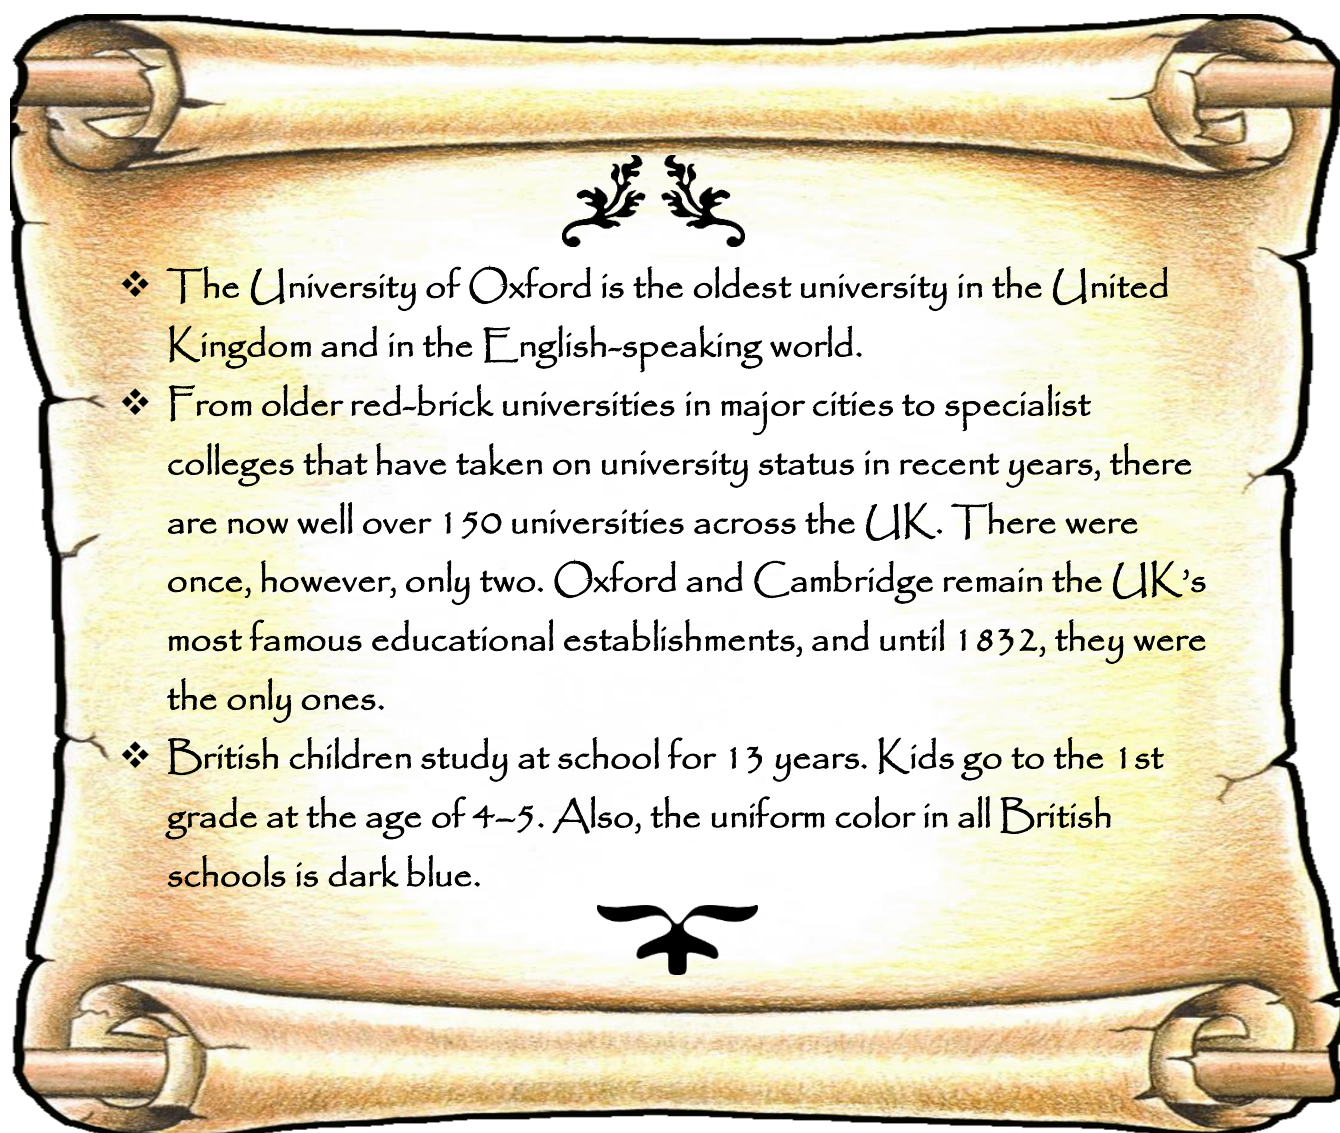 ❖ The University of Oxford is the oldest university in the United
Kingdom and in the English-speaking world.
❖ From older red-brick universities in major cities to specialist
colleges that have taken on university status in recent years, there
are now well over 150 universities across the UK. There were
once, however, only two. Oxford and Cambridge remain the UK’s
most famous educational establishments, and until 1832, they were
the only ones.
❖ British children study at school for 13 years. Kids go to the 1st
grade at the age of 4–5. Also, the uniform color in all British
schools is dark blue.